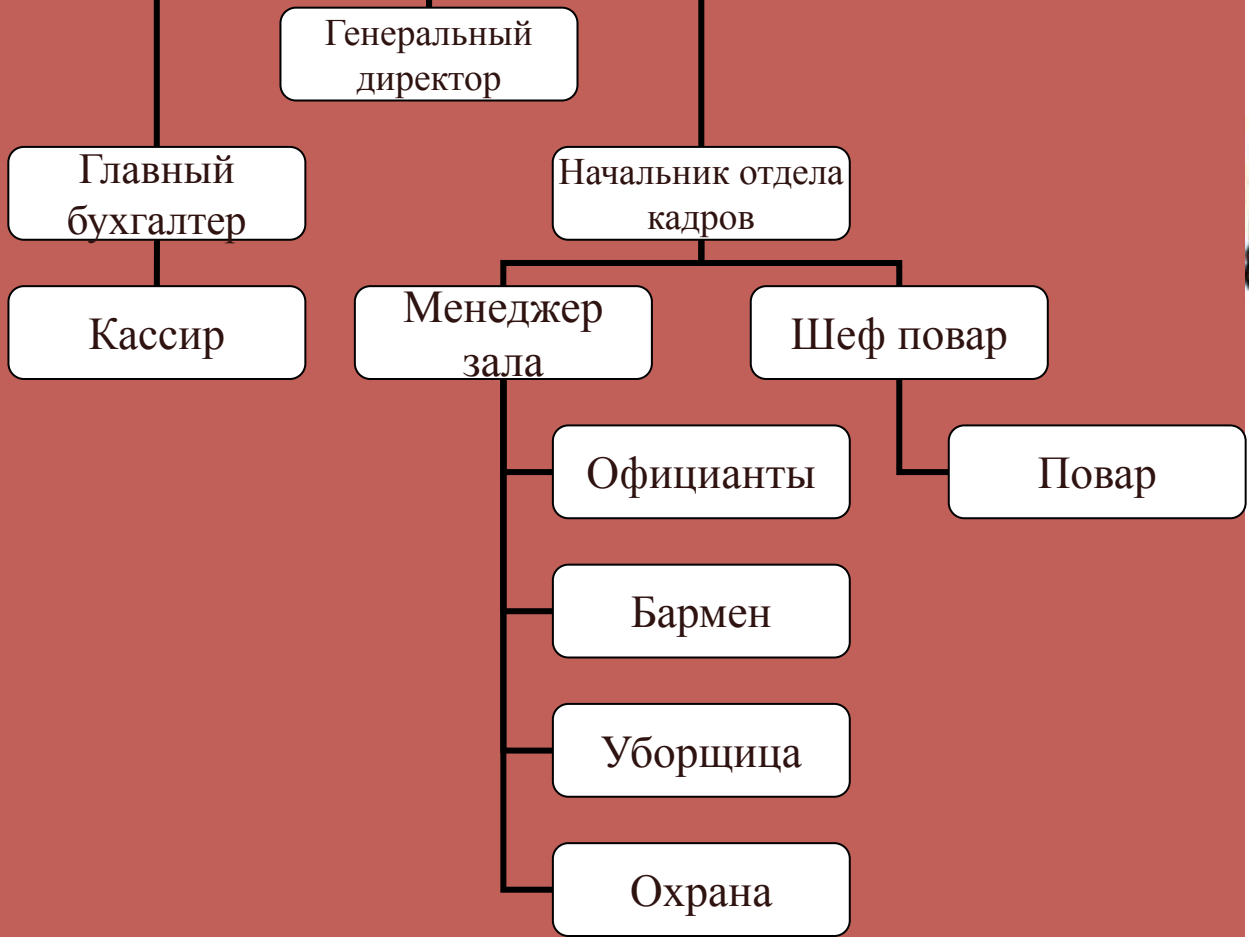 Генеральный
директор
Главный
бухгалтер
Начальник отдела
кадров
Кассир
Менеджер
зала
Шеф повар
Официанты
Повар
Бармен
Уборщица
Охрана